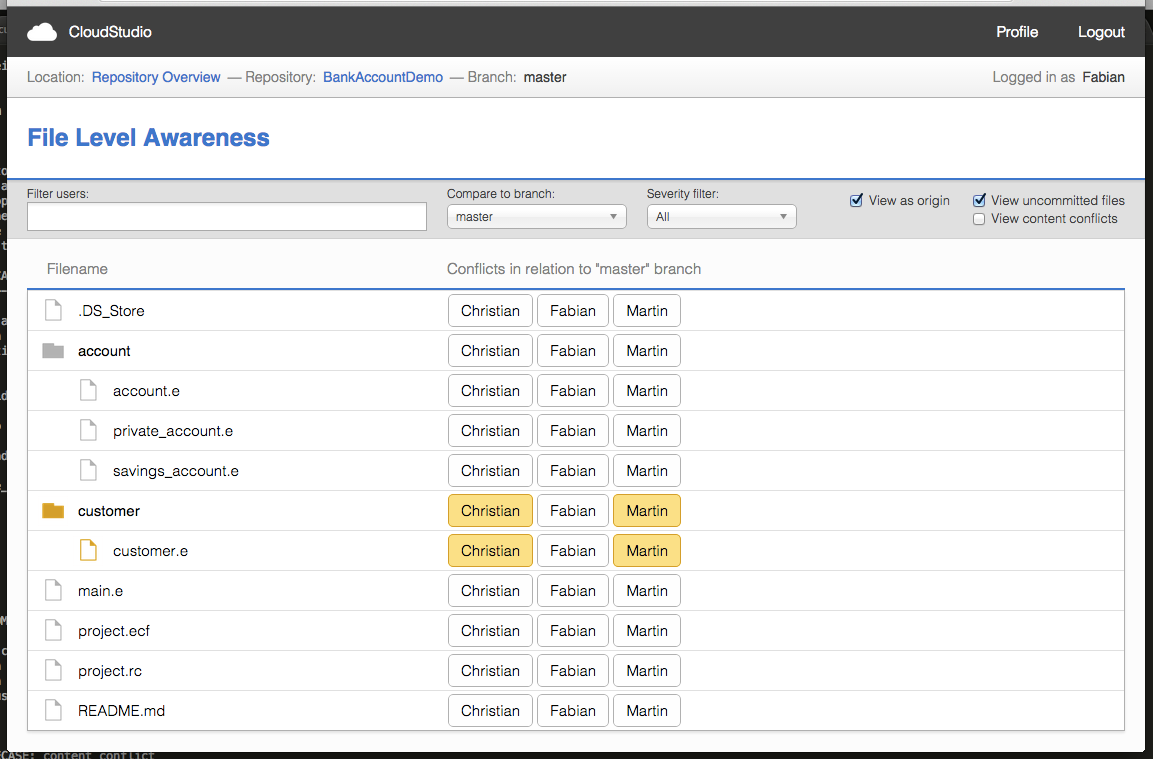 CloudStudio Profile Logout
Location: Repository Overview — Repository: BankAccountDemo — Branch: master Logged in as Fabian
File Level Awareness
Filter users: Compare to branch: Severity filter:
master All View as origin View uncommitted files
View content conflicts
Filename Conflicts in relation to "master" branch
.DS_Store Christian Fabian Martin
account Christian Fabian Martin
account.e Christian Fabian Martin
private_account.e Christian Fabian Martin
savings_account.e Christian Fabian Martin
customer Christian Fabian Martin
customer.e Christian Fabian Martin
main.e Christian Fabian Martin
project.ecf Christian Fabian Martin
project.rc Christian Fabian Martin
README.md Christian Fabian Martin
CASE: content conflict